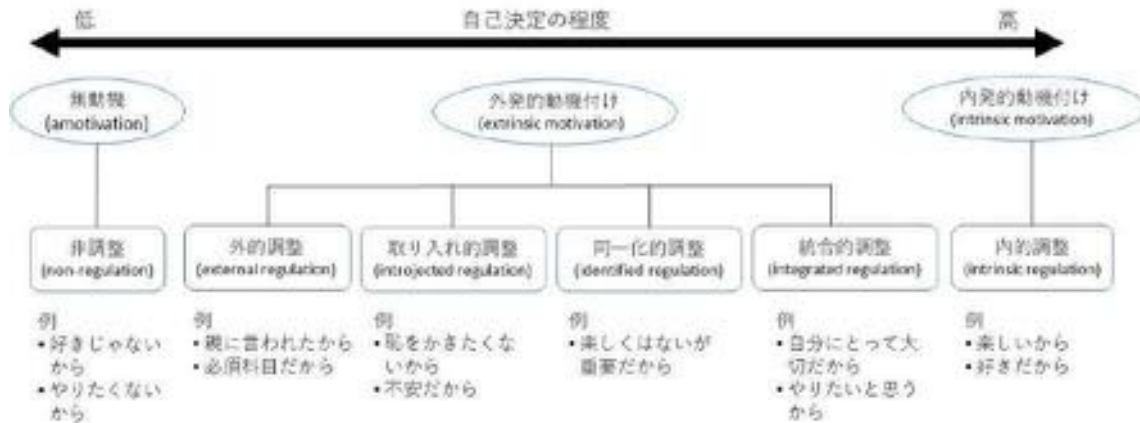 低
自己決定の程度
高
無動機
(amotivation)
外発的動機付け
(extrinsic motivation)
内発的動機付け
(intrinsic motivation)
非調整
(non-regulation)
外的調整
(external regulation)
取り入れ的調整
(introjected regulation)
同一化的調整
(identified regulation)
統合的調整
(integrated regulation)
内的調整
(intrinsic regulation)
例
▪ 好きじゃない
から
▪ やりたくない
から
例
▪ 親に言われたから
▪ 必須科目だから
例
▪ 恥をかきたくな
いから
▪ 不安だから
例
▪ 楽しくはないが
重要だから
例
▪ 自分にとって大
切だから
▪ やりたいと思う
から
例
▪ 楽しいから
▪ 好きだから